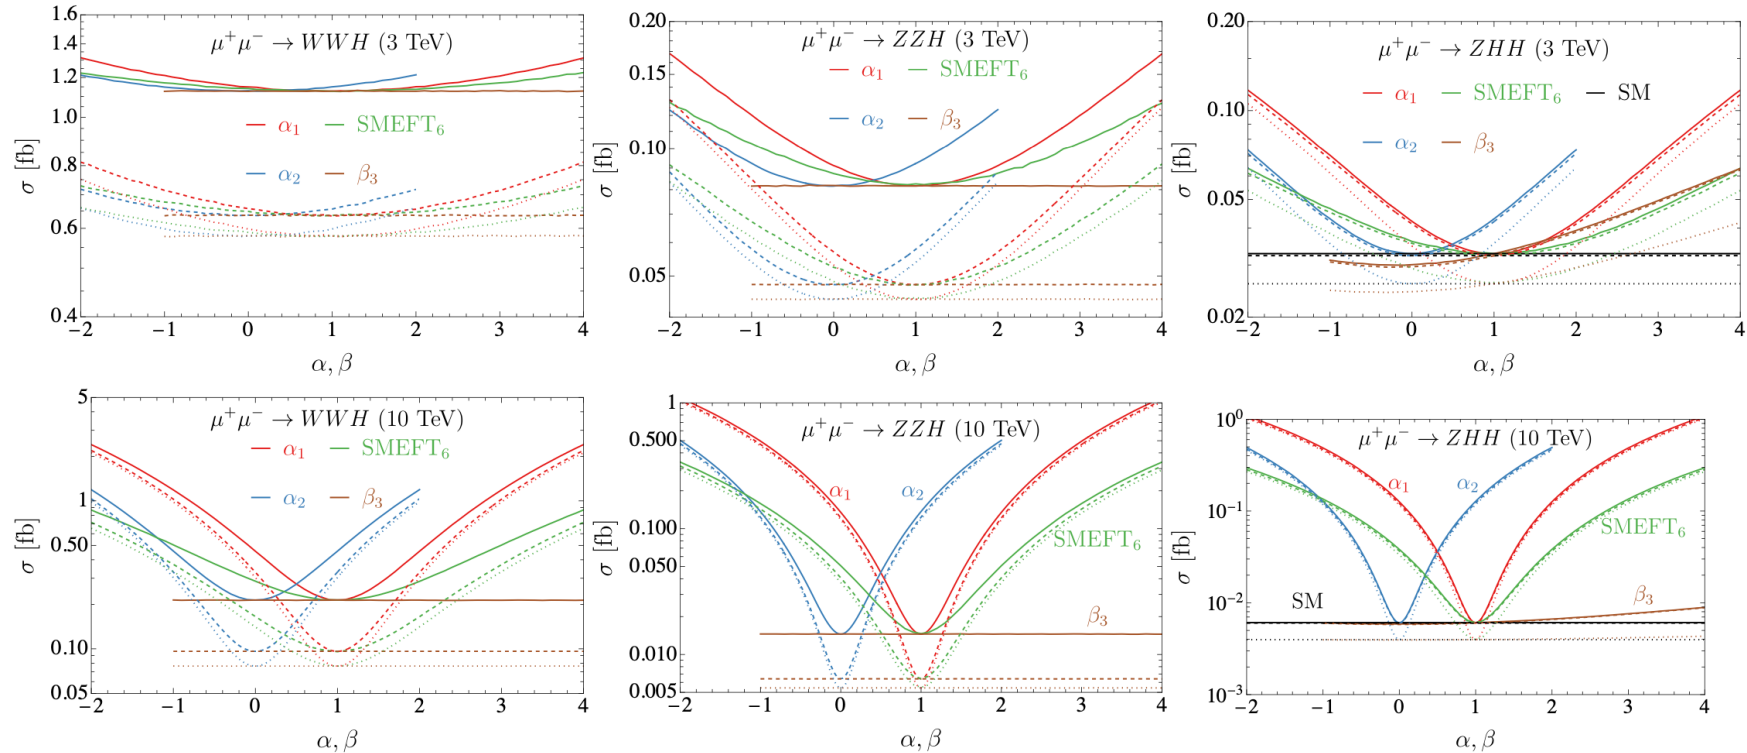 μ⁺μ⁻ → WWH (3 TeV)
α₁ SMEFT₆
α₂ β₃
σ [fb]
1.6
1.4
1.2
1.0
0.8
0.6
0.4
−2 −1 0 1 2 3 4
α, β
μ⁺μ⁻ → ZZH (3 TeV)
α₁ SMEFT₆
α₂ β₃
σ [fb]
0.20
0.15
0.10
0.05
−2 −1 0 1 2 3 4
α, β
μ⁺μ⁻ → ZHH (3 TeV)
α₁ SMEFT₆ SM
α₂ β₃
σ [fb]
0.20
0.10
0.05
0.02
−2 −1 0 1 2 3 4
α, β
μ⁺μ⁻ → WWH (10 TeV)
α₁ SMEFT₆
α₂ β₃
σ [fb]
5
1
0.50
0.10
0.05
−2 −1 0 1 2 3 4
α, β
μ⁺μ⁻ → ZZH (10 TeV)
α₁ α₂
SMEFT₆
β₃
σ [fb]
1
0.500
0.100
0.050
0.010
0.005
−2 −1 0 1 2 3 4
α, β
μ⁺μ⁻ → ZHH (10 TeV)
α₁ α₂
SMEFT₆
SM β₃
σ [fb]
10⁰
10⁻¹
10⁻²
10⁻³
−2 −1 0 1 2 3 4
α, β